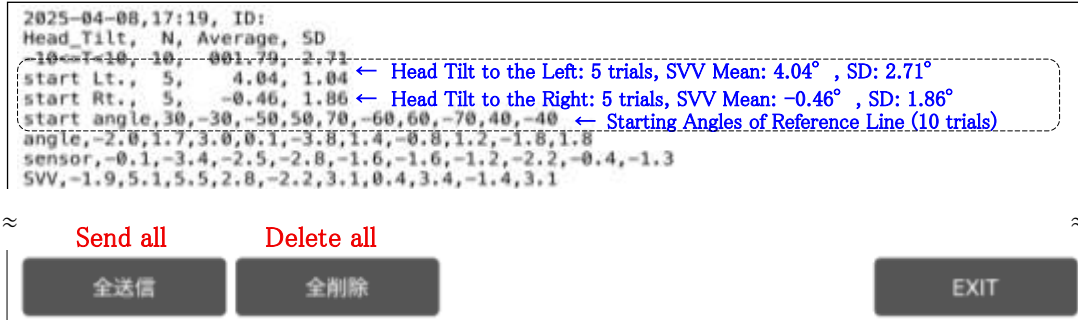 2025-04-08,17:19, ID:
Head_Tilt, N, Average, SD
-10<=T<10, 10, 001.79, 2.71
start Lt., 5, 4.04, 1.04 ← Head Tilt to the Left: 5 trials, SVV Mean: 4.04°, SD: 2.71°
start Rt., 5, -0.46, 1.86 ← Head Tilt to the Right: 5 trials, SVV Mean: -0.46°, SD: 1.86°
start angle,30,-30,-50,50,70,-60,60,-70,40,-40 ← Starting Angles of Reference Line (10 trials)
angle,-2.0,1.7,3.0,0.1,-3.8,1.4,-0.8,1.2,-1.8,1.8
sensor,-0.1,-3.4,-2.5,-2.8,-1.6,-1.6,-1.2,-2.2,-0.4,-1.3
SVV,-1.9,5.1,5.5,2.8,-2.2,3.1,0.4,3.4,-1.4,3.1
≈ ≈
Send all Delete all
全送信 全削除 EXIT